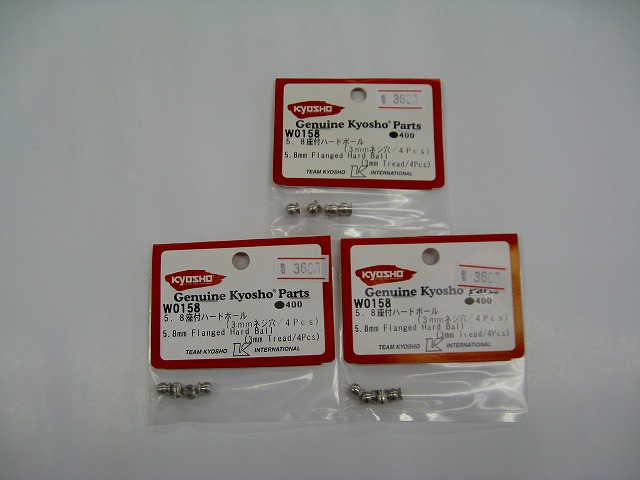 KYOSHO
360
Genuine Kyosho® Parts
W0158
●400
5.8座付ハードボール
(3mmネジ穴/4Pcs)
5.8mm Flanged Hard Ball
(3mm Tread/4Pcs)
TEAM KYOSHO K INTERNATIONAL
KYOSHO
360
Genuine Kyosho® Parts
W0158
●400
5.8座付ハードボール
(3mmネジ穴/4Pcs)
5.8mm Flanged Hard Ball
(3mm Tread/4Pcs)
TEAM KYOSHO K INTERNATIONAL
KYOSHO
360
Genuine Kyosho Parts
W0158
●400
5.8座付ハードボール
(3mmネジ穴/4Pcs)
5.8mm Flanged Hard Ball
(3mm Tread/4Pcs)
TEAM KYOSHO K INTERNATIONAL